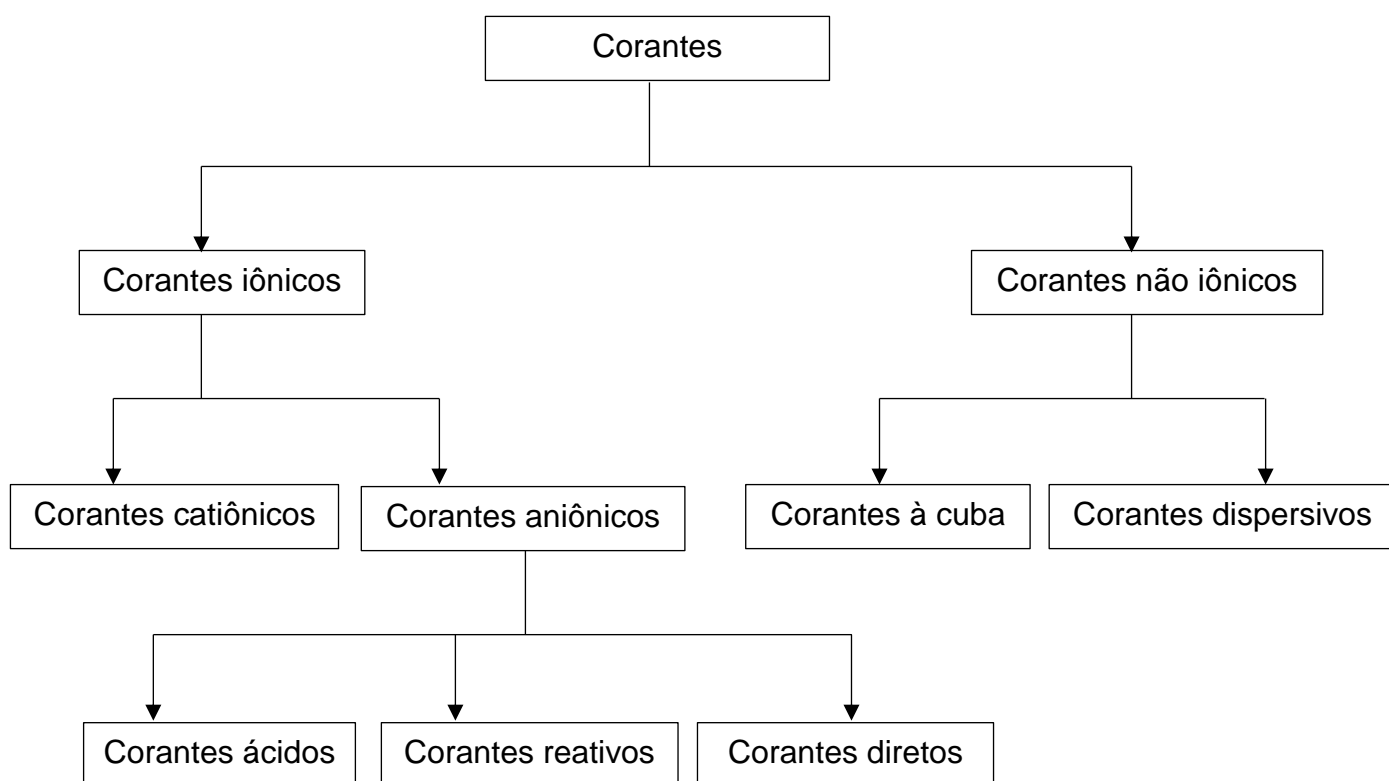 Corantes
Corantes iônicos
Corantes não iônicos
Corantes catiônicos
Corantes aniônicos
Corantes à cuba
Corantes dispersivos
Corantes ácidos
Corantes reativos
Corantes diretos